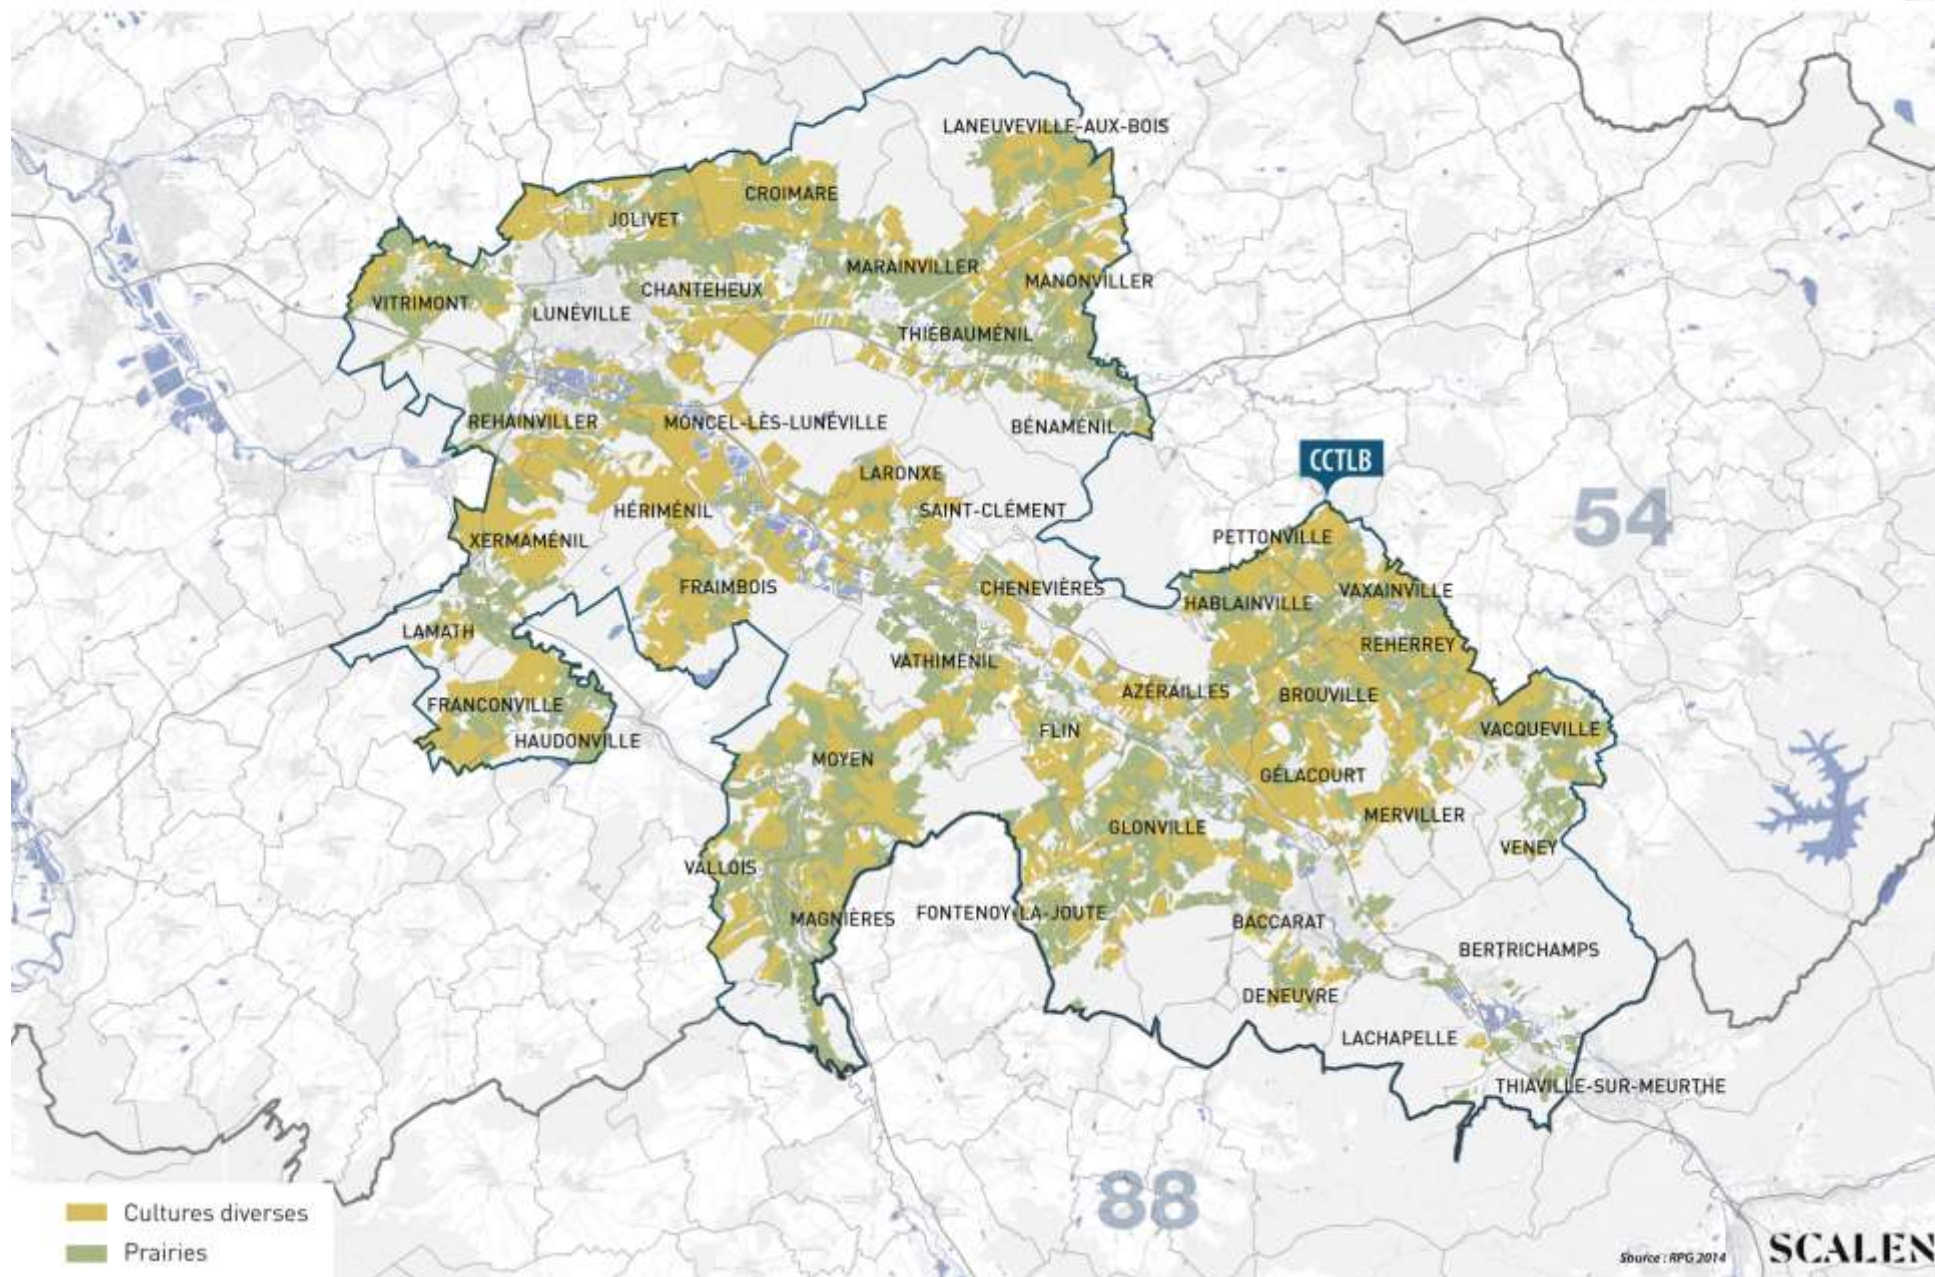 LANEUVEVILLE-AUX-BOIS
CROIMARE
JOLIVET
MARAINVILLER
MANONVILLER
CHANTEHEUX
VITRIMONT
LUNÉVILLE
THIÉBAUMÉNIL
REHAINVILLER
MONCEL-LÈS-LUNÉVILLE
BÉNAMÉNIL
CCTLB
LARONXE
HÉRIMÉNIL
SAINT-CLÉMENT
54
XERMAMÉNIL
PETTONVILLE
FRAIMBOIS
CHENEVIÈRES
VAXAINVILLE
HABLAINVILLE
LAMATH
REHERREY
VATHIMÉNIL
AZÉRAILLES
BROUVILLE
FRANCONVILLE
FLIN
VACQUEVILLE
HAUDONVILLE
MOYEN
GÉLACOURT
MERVILLER
GLONVILLE
VENEY
VALLOIS
MAGNIÈRES
FONTENOY-LA-JOUTE
BACCARAT
BERTRICHAMPS
DENEUVRE
LACHAPELLE
THIAVILLE-SUR-MEURTHE
88
Cultures diverses
Prairies
Source : RPG 2014
SCALEN